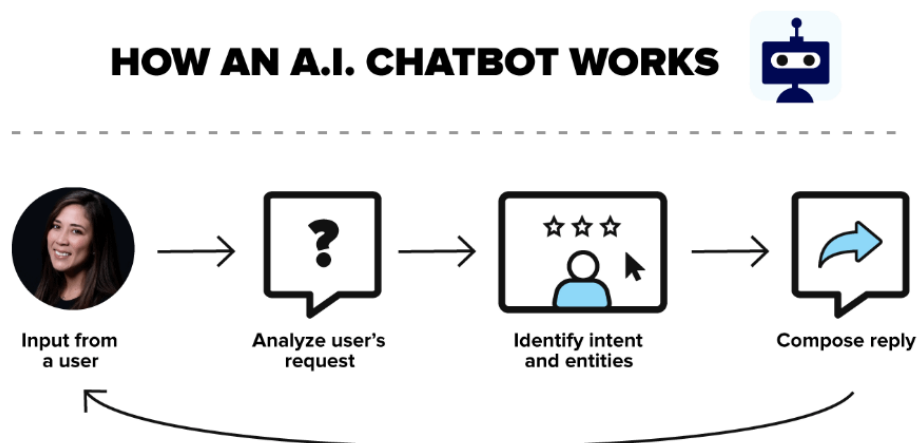 HOW AN A.I. CHATBOT WORKS
?
Input from
a user
Analyze user’s
request
Identify intent
and entities
Compose reply